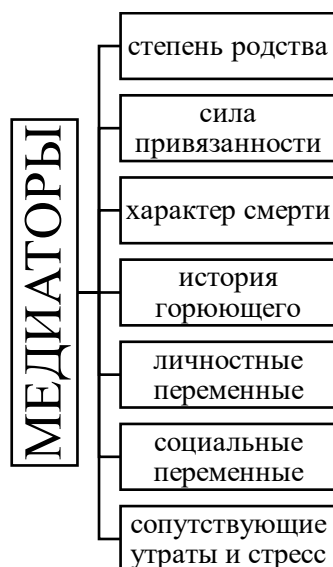 МЕДИАТОРЫ
степень родства
сила
привязанности
характер смерти
история
горюющего
личностные
переменные
социальные
переменные
сопутствующие
утраты и стресс